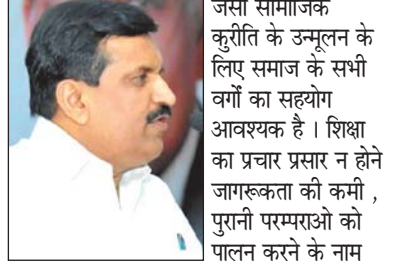 जैसी सामाजिक
कुरीति के उन्मूलन के
लिए समाज के सभी
वर्गो का सहयोग
आवश्यक है । शिक्षा
का प्रचार प्रसार न होने
जागरूकता की कमी ,
पुरानी परम्पराओ को
पालन करने के नाम